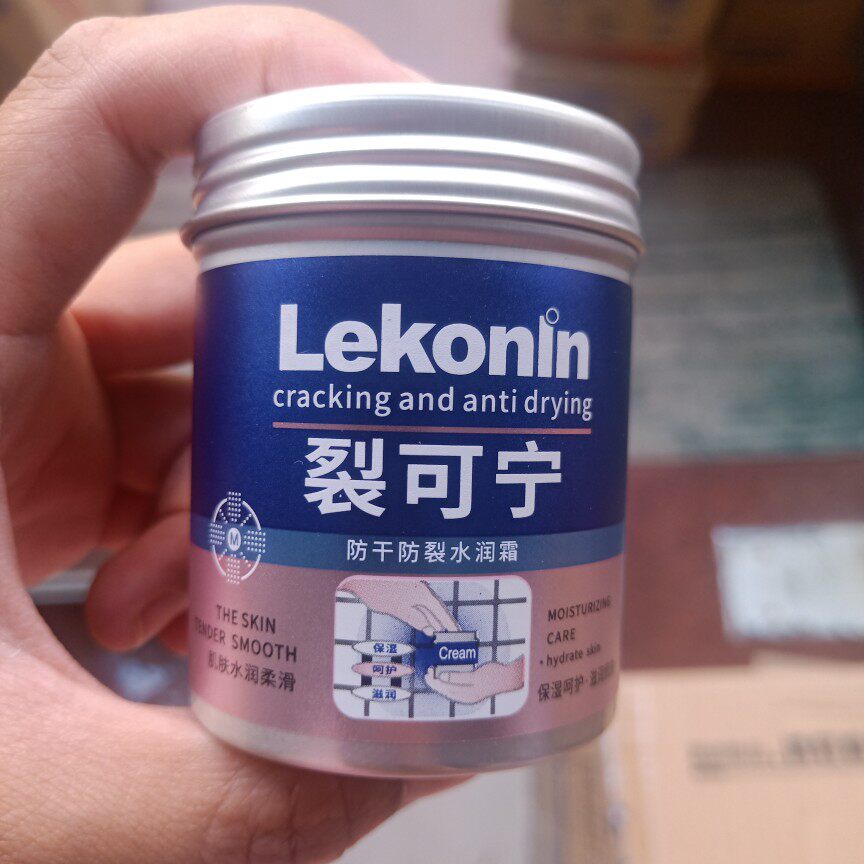 Lekonin
cracking and anti drying
裂可宁
防干防裂水润霜
M
THE SKIN
TENDER SMOOTH
肌肤水润柔滑
保湿
呵护
滋润
Cream
MOISTURIZING
CARE
• hydrate skin
保湿呵护·滋润